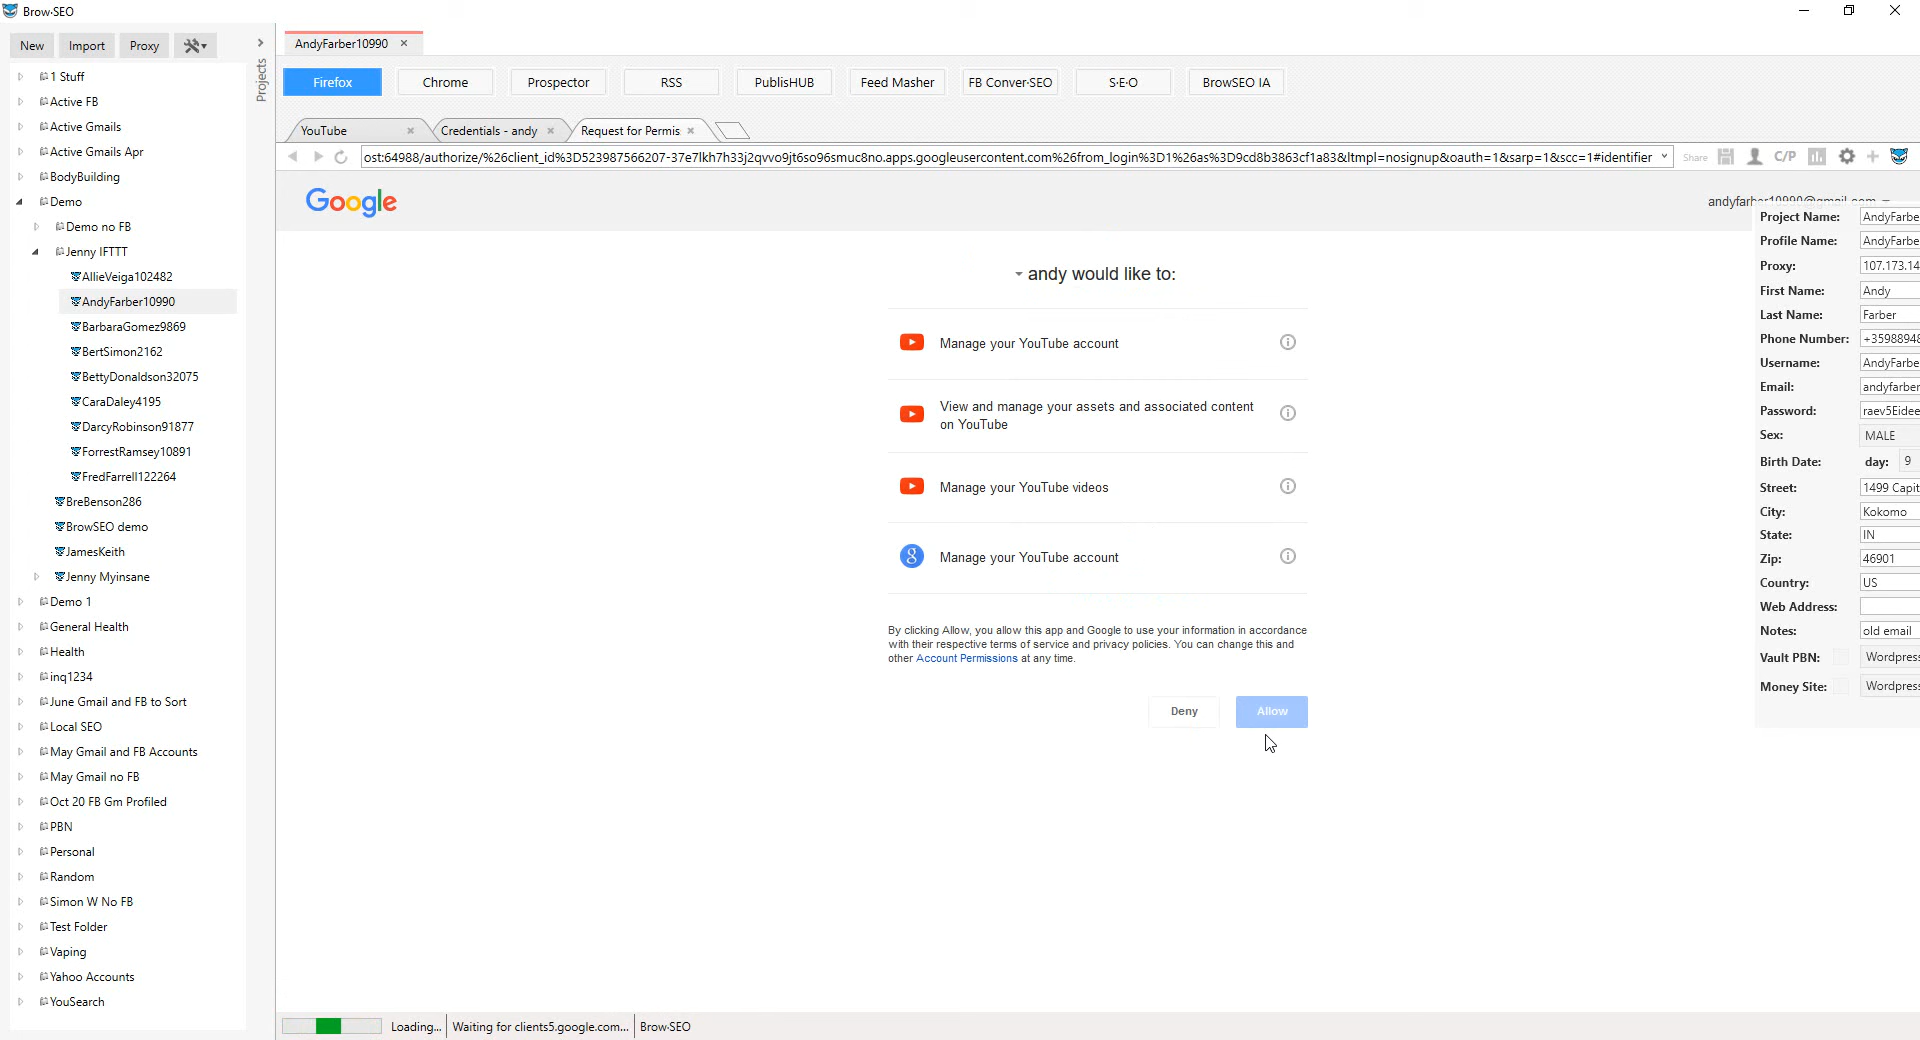 Brow·SEO
New Import Proxy
Projects
1 Stuff
Active FB
Active Gmails
Active Gmails Apr
BodyBuilding
Demo
Demo no FB
Jenny IFTTT
AllieVeiga102482
AndyFarber10990
BarbaraGomez9869
BertSimon2162
BettyDonaldson32075
CaraDaley4195
DarcyRobinson91877
ForrestRamsey10891
FredFarrell122264
BreBenson286
BrowSEO demo
JamesKeith
Jenny Myinsane
Demo 1
General Health
Health
inq1234
June Gmail and FB to Sort
Local SEO
May Gmail and FB Accounts
May Gmail no FB
Oct 20 FB Gm Profiled
PBN
Personal
Random
Simon W No FB
Test Folder
Vaping
Yahoo Accounts
YouSearch
AndyFarber10990
Firefox Chrome Prospector RSS PublisHUB Feed Masher FB Conver·SEO S·E·O BrowSEO IA
YouTube Credentials - andy Request for Permis
ost:64988/authorize/%26client_id%3D523987566207-37e7lkh7h33j2qvvo9jt6so96smuc8no.apps.googleusercontent.com%26from_login%3D1%26as%3D9cd8b3863cf1a83&ltmpl=nosignup&oauth=1&sarp=1&scc=1#identifier Share C/P
Google
andyfarber10990@gmail.com
andy would like to:
Manage your YouTube account
View and manage your assets and associated content
on YouTube
Manage your YouTube videos
8 Manage your YouTube account
By clicking Allow, you allow this app and Google to use your information in accordance
with their respective terms of service and privacy policies. You can change this and
other Account Permissions at any time.
Deny Allow
Project Name: AndyFarbe
Profile Name: AndyFarbe
Proxy: 107.173.14
First Name: Andy
Last Name: Farber
Phone Number: +35988948
Username: AndyFarbe
Email: andyfarber
Password: raev5Eidee
Sex: MALE
Birth Date: day: 9
Street: 1499 Capit
City: Kokomo
State: IN
Zip: 46901
Country: US
Web Address:
Notes: old email
Vault PBN: Wordpress
Money Site: Wordpress
Loading... Waiting for clients5.google.com... Brow·SEO